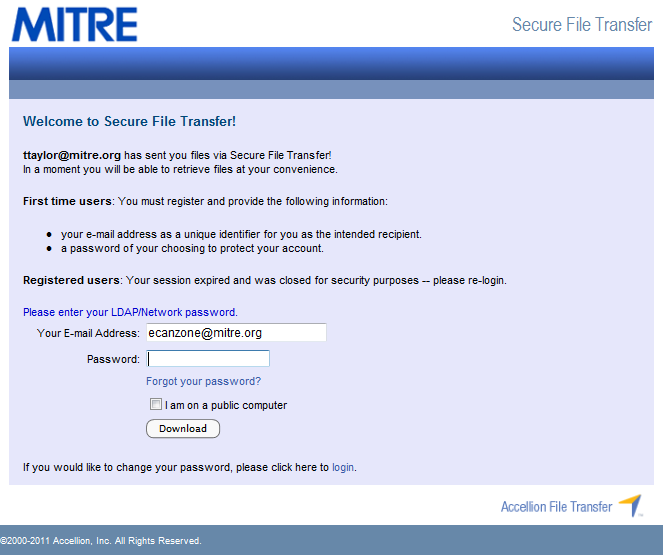 MITRE
Secure File Transfer
Welcome to Secure File Transfer!
ttaylor@mitre.org has sent you files via Secure File Transfer!
In a moment you will be able to retrieve files at your convenience.
First time users: You must register and provide the following information:
• your e-mail address as a unique identifier for you as the intended recipient.
• a password of your choosing to protect your account.
Registered users: Your session expired and was closed for security purposes -- please re-login.
Please enter your LDAP/Network password.
Your E-mail Address: ecanzone@mitre.org
Password:
Forgot your password?
I am on a public computer
Download
If you would like to change your password, please click here to login.
Accellion File Transfer
©2000-2011 Accellion, Inc. All Rights Reserved.